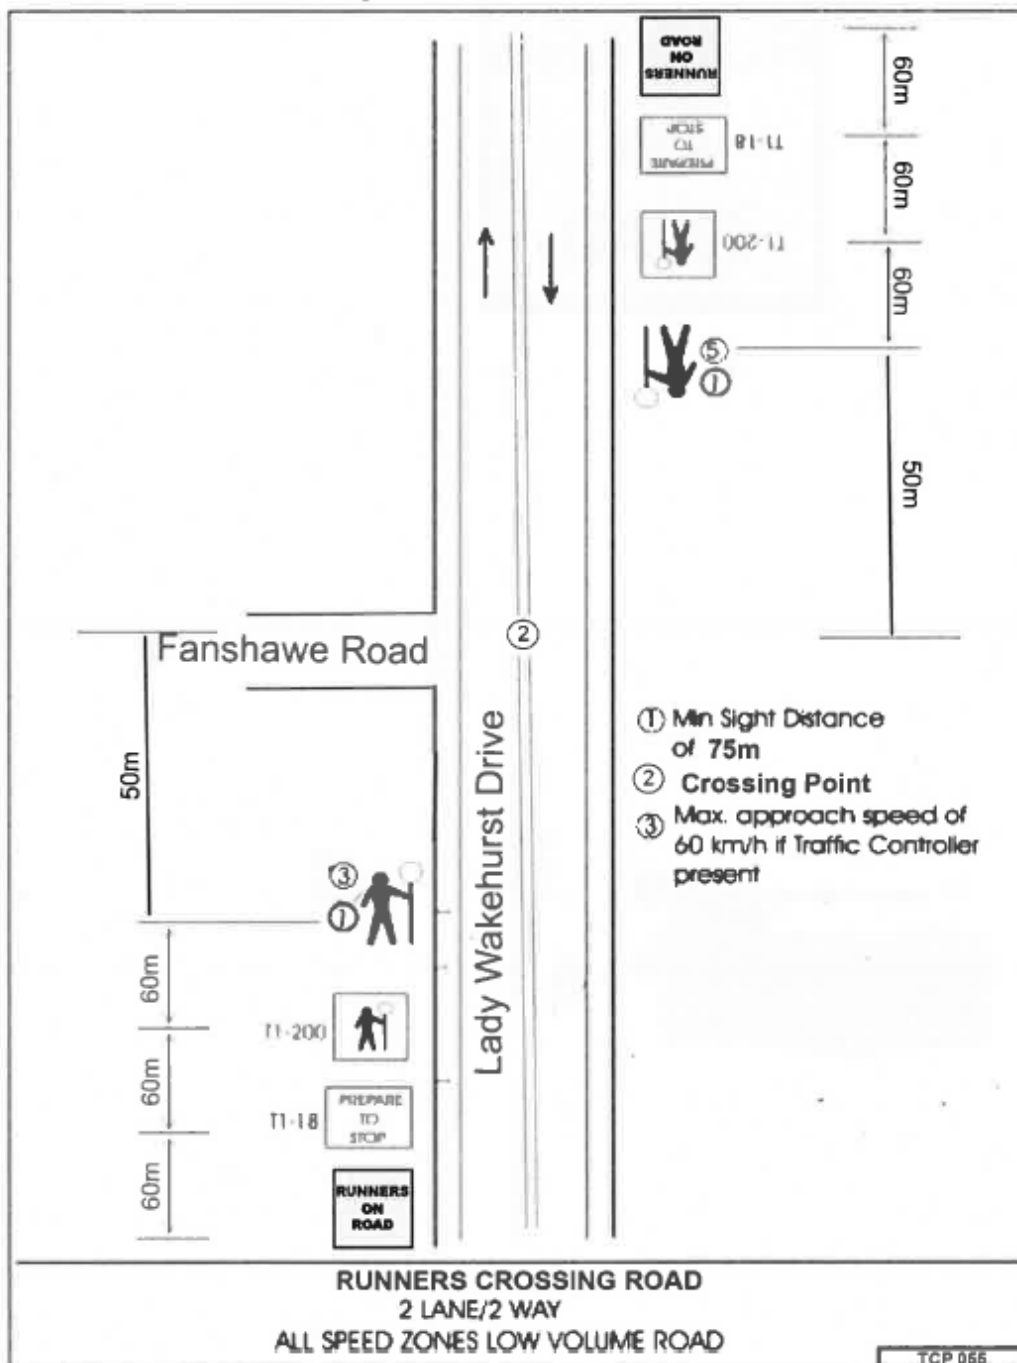 RUNNERS
ON
ROAD
60m
PREPARE
TO
STOP
T1-18
60m
T1-200
60m
5
1
50m
2
Fanshawe Road
50m
Lady Wakehurst Drive
1 Min Sight Distance
of 75m
2 Crossing Point
3 Max. approach speed of
60 km/h if Traffic Controller
present
3
1
60m
T1-200
60m
T1-18
PREPARE
TO
STOP
60m
RUNNERS
ON
ROAD
RUNNERS CROSSING ROAD
2 LANE/2 WAY
ALL SPEED ZONES LOW VOLUME ROAD
TCP 055